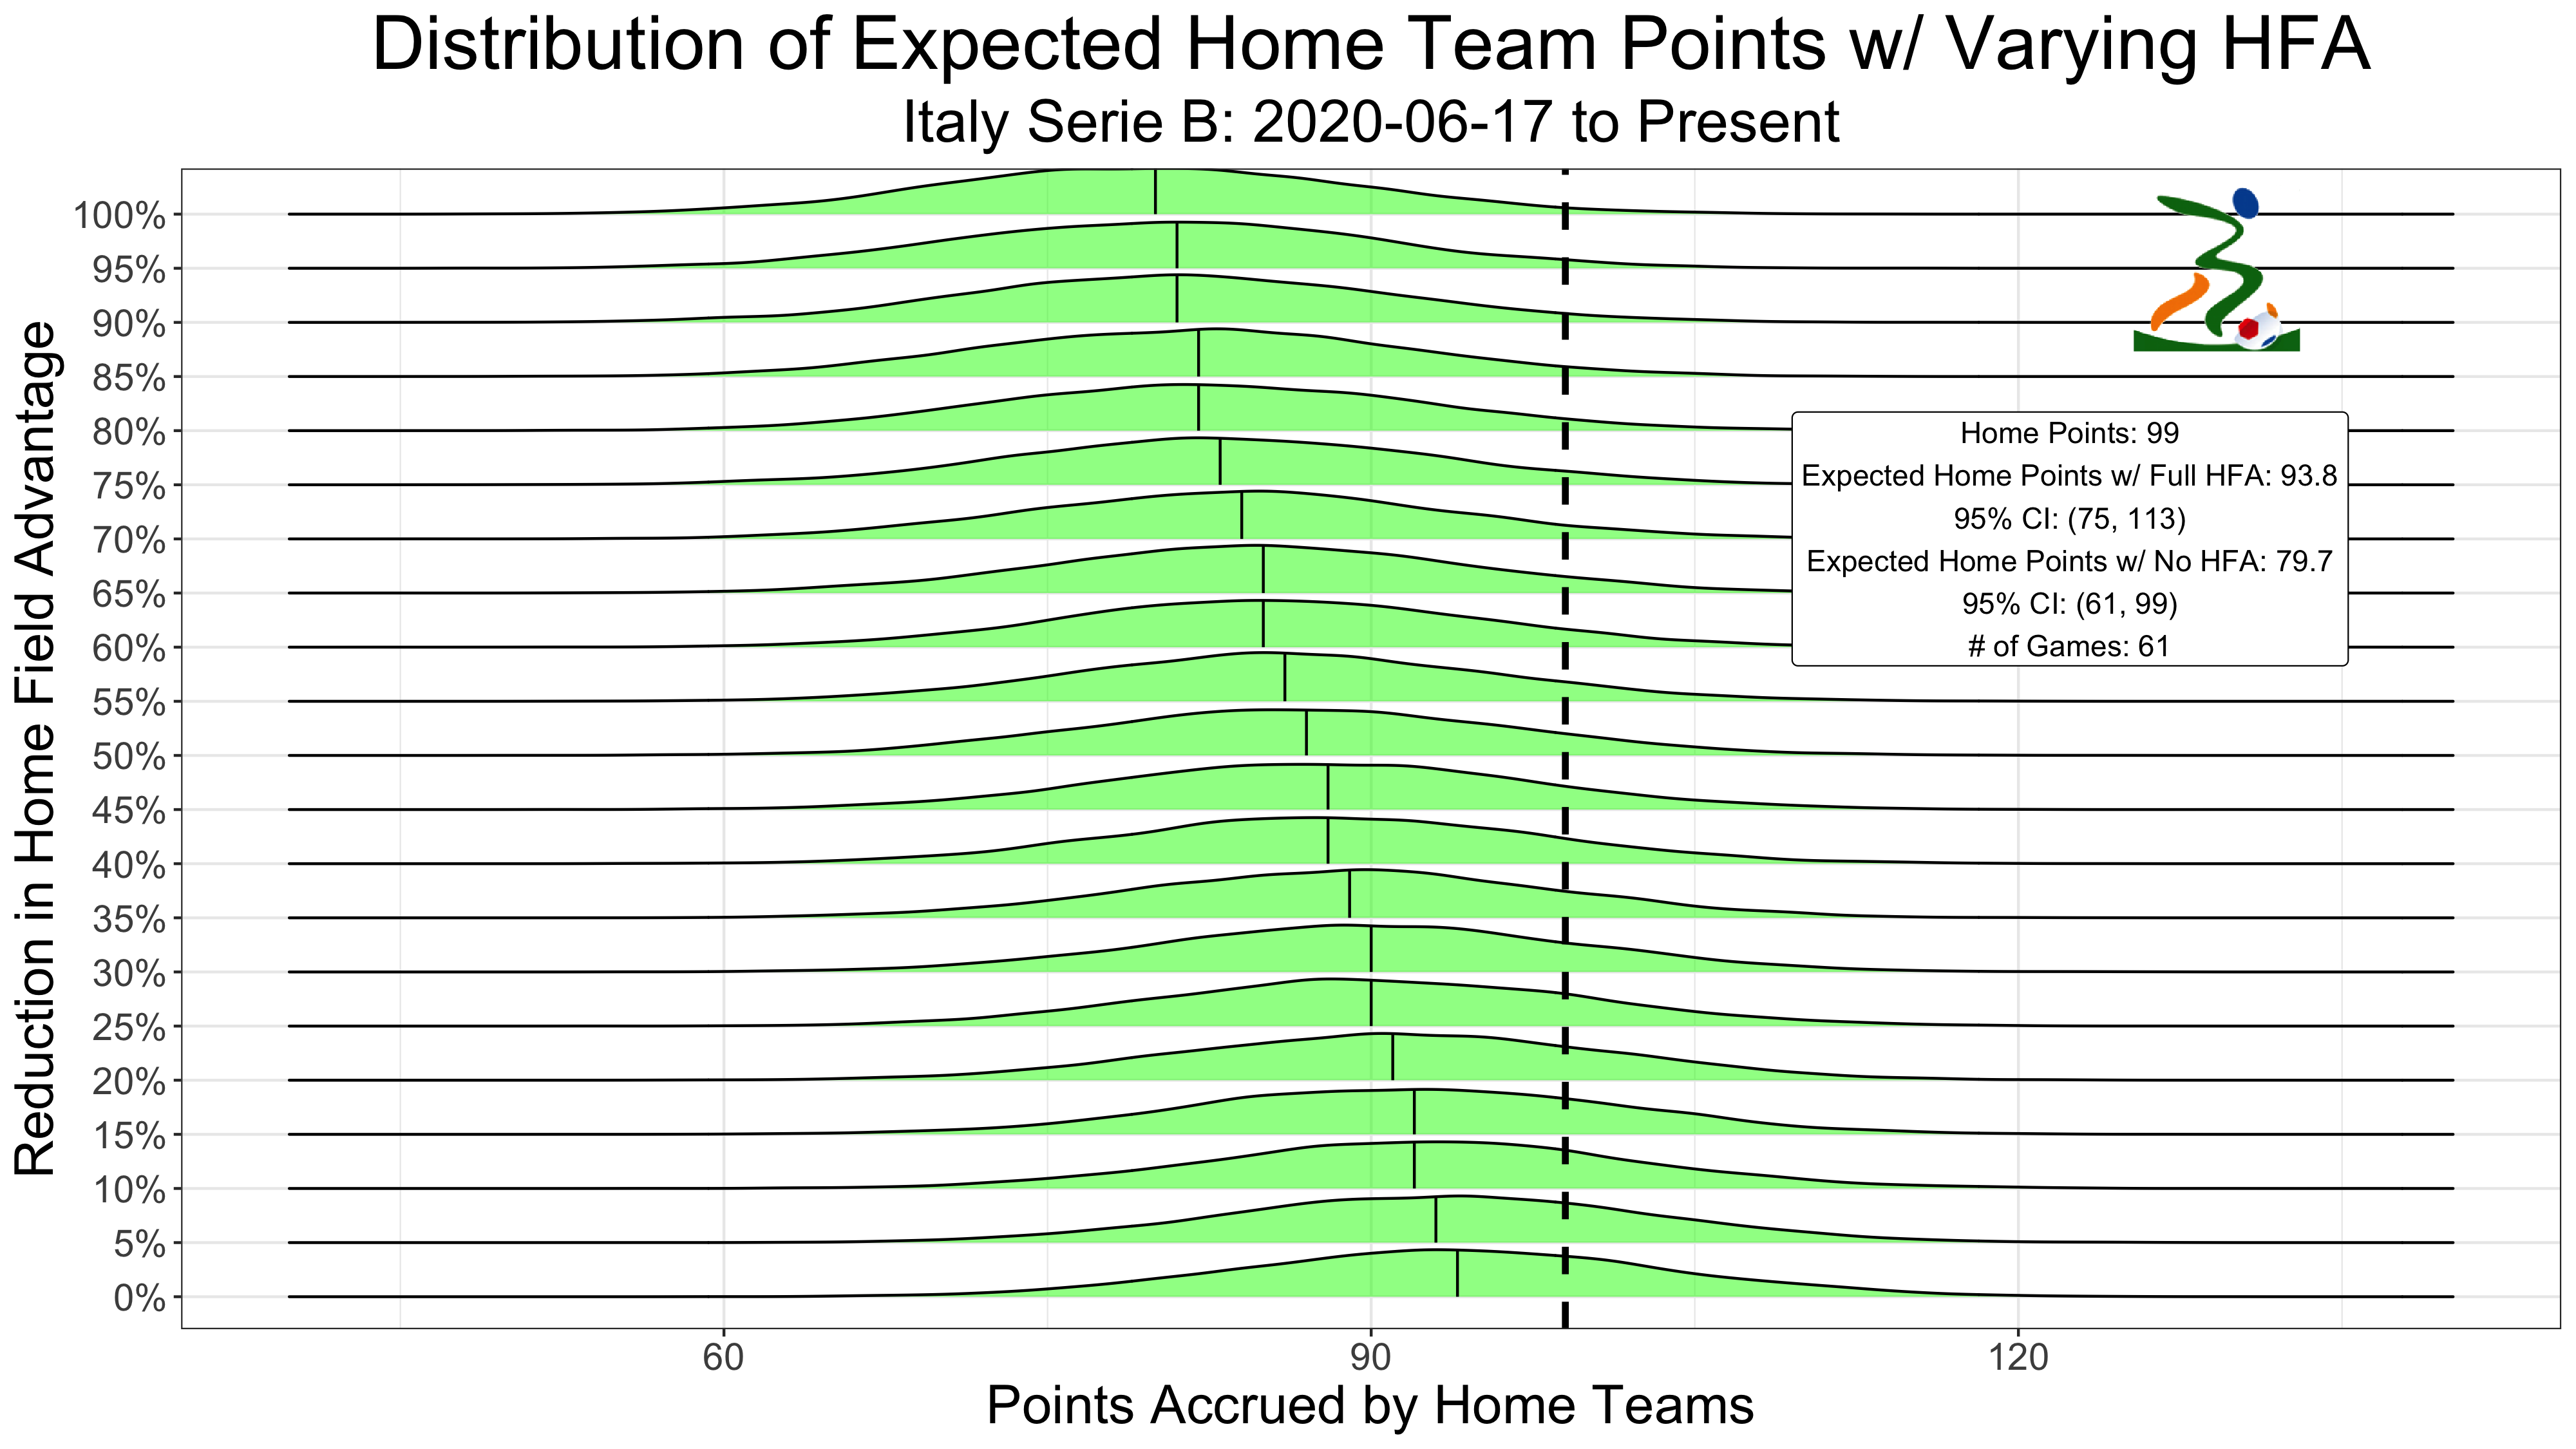 Distribution of Expected Home Team Points w/ Varying HFA
Italy Serie B: 2020-06-17 to Present
Reduction in Home Field Advantage
100%
95%
90%
85%
80%
75%
70%
65%
60%
55%
50%
45%
40%
35%
30%
25%
20%
15%
10%
5%
0%
Home Points: 99
Expected Home Points w/ Full HFA: 93.8
95% CI: (75, 113)
Expected Home Points w/ No HFA: 79.7
95% CI: (61, 99)
# of Games: 61
60 90 120
Points Accrued by Home Teams